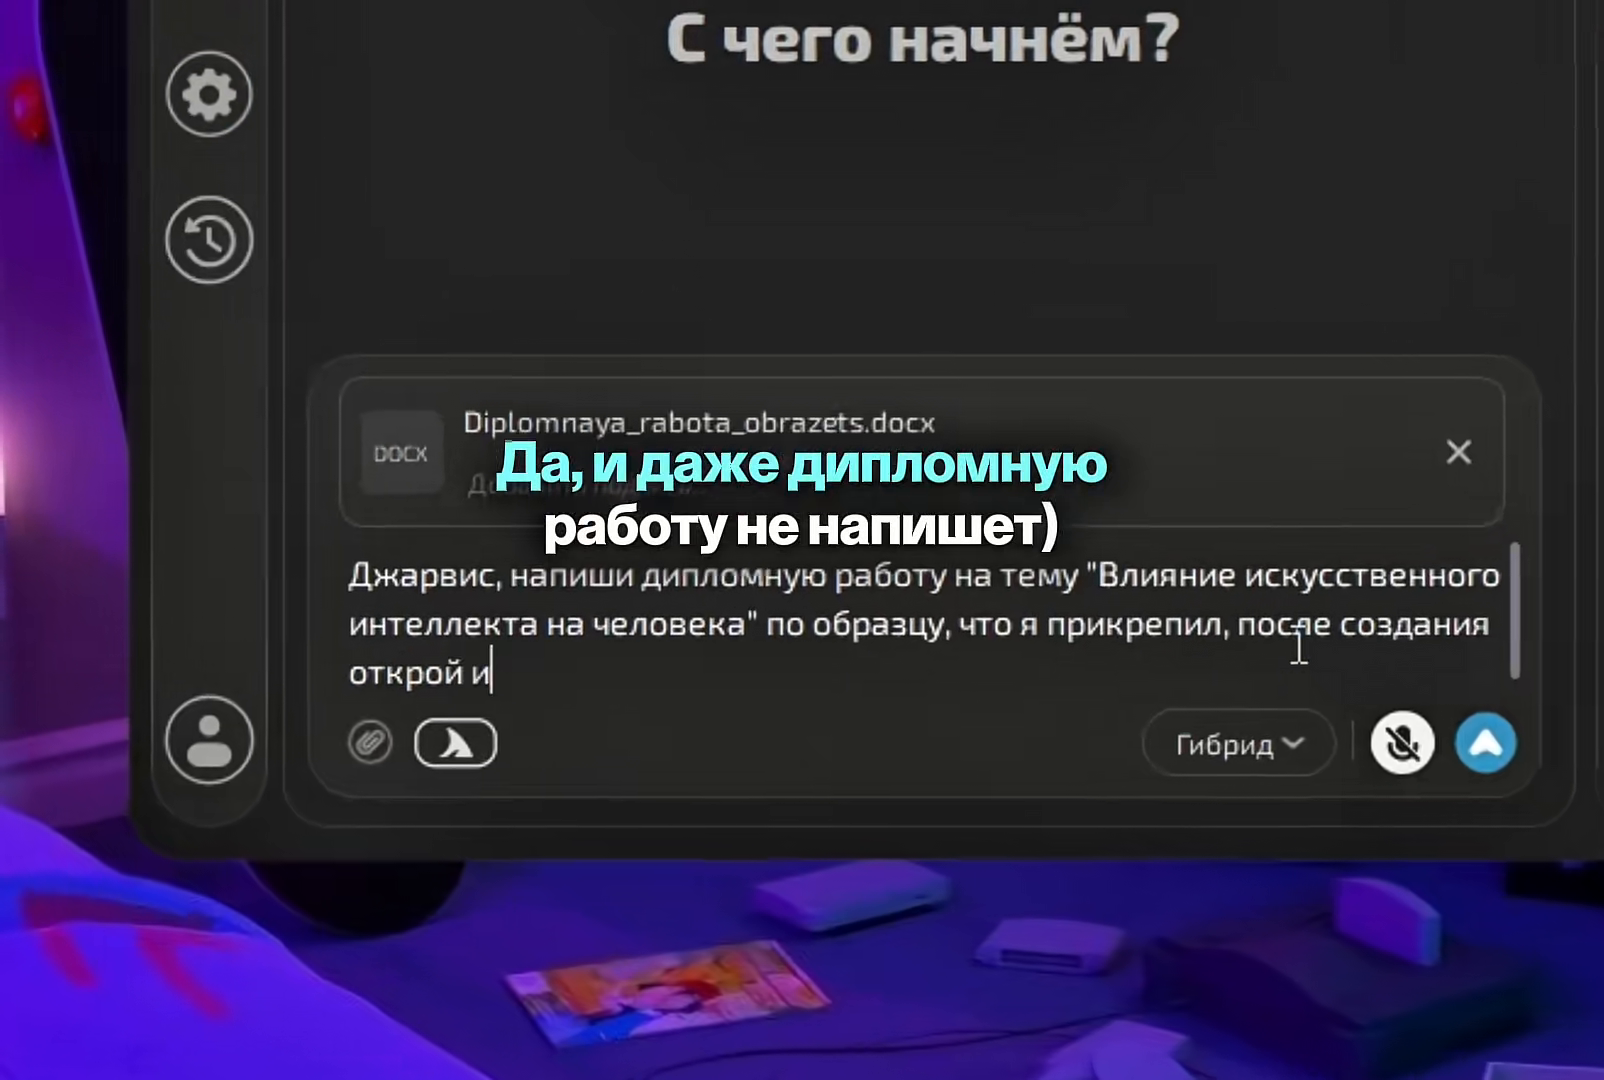 С чего начнём?
DOCX
Diplomnaya_rabota_obrazets.docx
Да, и даже дипломную
работу не напишет)
Джарвис, напиши дипломную работу на тему "Влияние искусственного
интеллекта на человека" по образцу, что я прикрепил, после создания
открой и
Гибрид